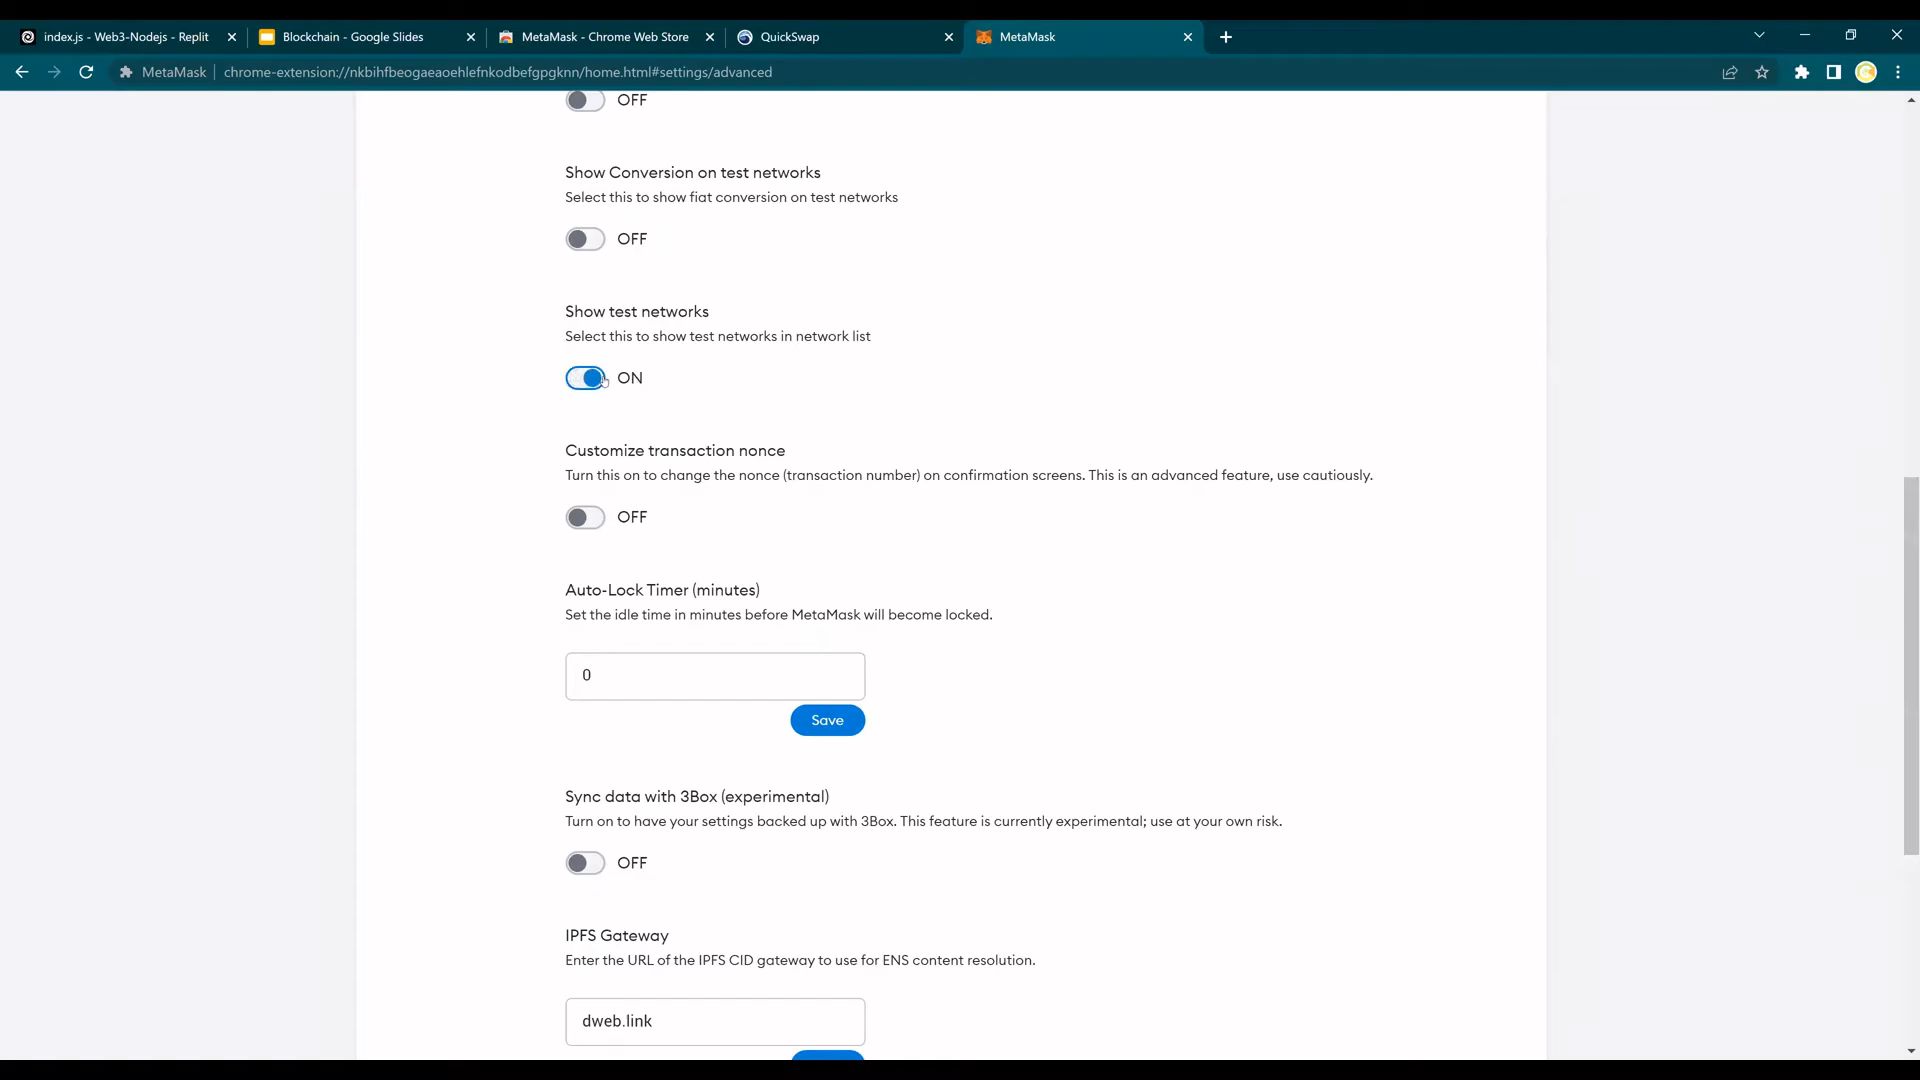 index.js - Web3-Nodejs - Replit
Blockchain - Google Slides
MetaMask - Chrome Web Store
QuickSwap
MetaMask
MetaMask
chrome-extension://nkbihfbeogaeaoehlefnkodbefgpgknn/home.html#settings/advanced
OFF
Show Conversion on test networks
Select this to show fiat conversion on test networks
OFF
Show test networks
Select this to show test networks in network list
ON
Customize transaction nonce
Turn this on to change the nonce (transaction number) on confirmation screens. This is an advanced feature, use cautiously.
OFF
Auto-Lock Timer (minutes)
Set the idle time in minutes before MetaMask will become locked.
0
Save
Sync data with 3Box (experimental)
Turn on to have your settings backed up with 3Box. This feature is currently experimental; use at your own risk.
OFF
IPFS Gateway
Enter the URL of the IPFS CID gateway to use for ENS content resolution.
dweb.link